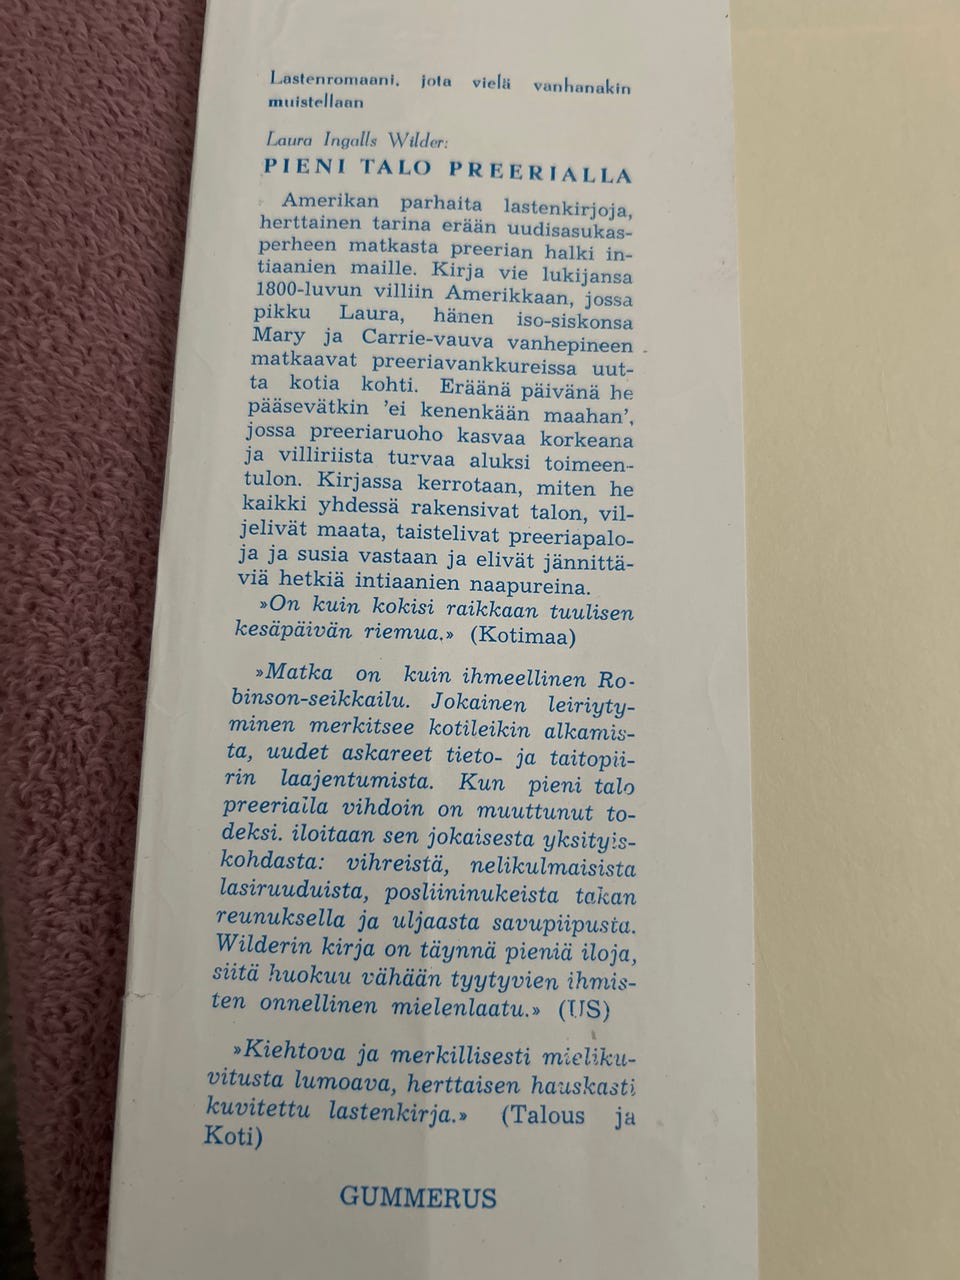 Lastenromaani, jota vielä vanhanakin
muistellaan
Laura Ingalls Wilder:
PIENI TALO PREERIALLA
Amerikan parhaita lastenkirjoja,
herttainen tarina erään uudisasukas-
perheen matkasta preerian halki in-
tiaanien maille. Kirja vie lukijansa
1800-luvun villiin Amerikkaan, jossa
pikku Laura, hänen iso-siskonsa
Mary ja Carrie-vauva vanhepineen
matkaavat preeriavankkureissa uut-
ta kotia kohti. Eräänä päivänä he
pääsevätkin 'ei kenenkään maahan',
jossa preeriaruoho kasvaa korkeana
ja villiriista turvaa aluksi toimeen-
tulon. Kirjassa kerrotaan, miten he
kaikki yhdessä rakensivat talon, vil-
jelivät maata, taistelivat preeriapalo-
ja ja susia vastaan ja elivät jännittä-
viä hetkiä intiaanien naapureina.
»On kuin kokisi raikkaan tuulisen
kesäpäivän riemua.» (Kotimaa)
»Matka on kuin ihmeellinen Ro-
binson-seikkailu. Jokainen leiriyty-
minen merkitsee kotileikin alkamis-
ta, uudet askareet tieto- ja taitopii-
rin laajentumista. Kun pieni talo
preerialla vihdoin on muuttunut to-
deksi. iloitaan sen jokaisesta yksityis-
kohdasta: vihreistä, nelikulmaisista
lasiruuduista, posliininukeista takan
reunuksella ja uljaasta savupiipusta.
Wilderin kirja on täynnä pieniä iloja,
siitä huokuu vähään tyytyvien ihmis-
ten onnellinen mielenlaatu.» (US)
»Kiehtova ja merkillisesti mieliku-
vitusta lumoava, herttaisen hauskasti
kuvitettu lastenkirja.» (Talous ja
Koti)
GUMMERUS